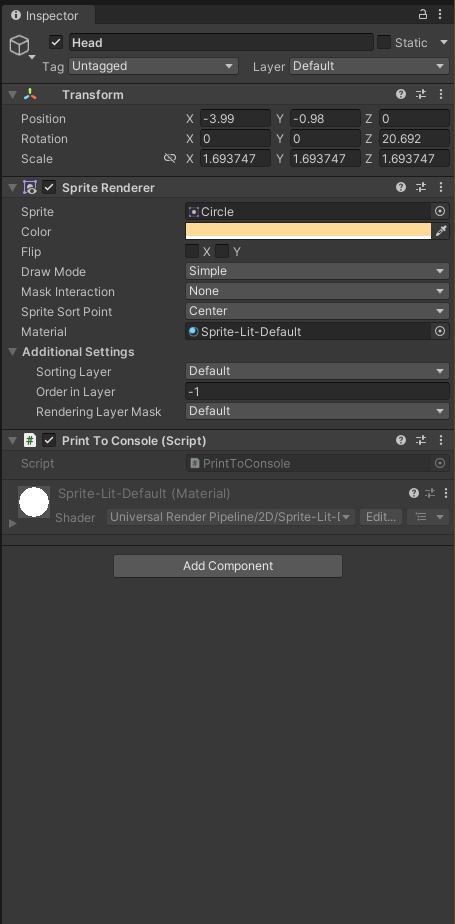 Inspector
Head
Static
Tag Untagged Layer Default
Transform
Position X -3.99 Y -0.98 Z 0
Rotation X 0 Y 0 Z 20.692
Scale X 1.693747 Y 1.693747 Z 1.693747
Sprite Renderer
Sprite Circle
Color
Flip X Y
Draw Mode Simple
Mask Interaction None
Sprite Sort Point Center
Material Sprite-Lit-Default
Additional Settings
Sorting Layer Default
Order in Layer -1
Rendering Layer Mask Default
# Print To Console (Script)
Script # PrintToConsole
Sprite-Lit-Default (Material)
Shader Universal Render Pipeline/2D/Sprite-Lit- Edit...
Add Component